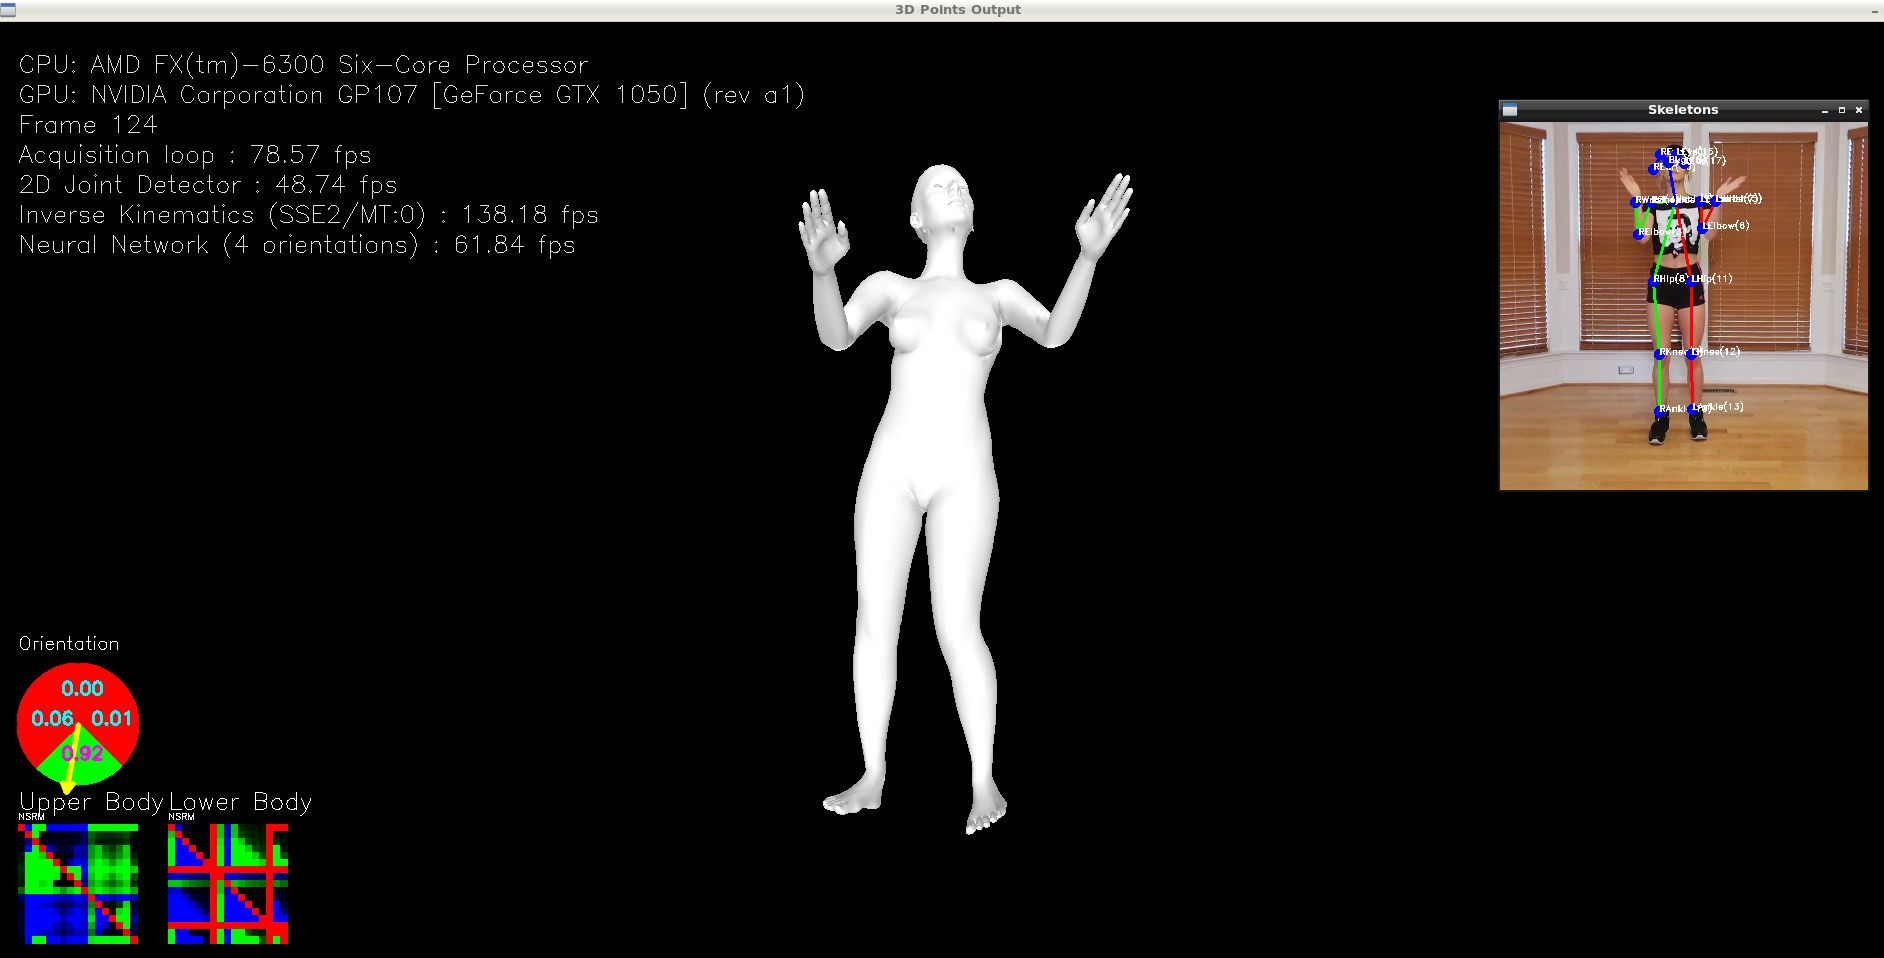 3D Points Output
CPU: AMD FX(tm)-6300 Six-Core Processor
GPU: NVIDIA Corporation GP107 [GeForce GTX 1050] (rev a1)
Frame 124
Acquisition loop : 78.57 fps
2D Joint Detector : 48.74 fps
Inverse Kinematics (SSE2/MT:0) : 138.18 fps
Neural Network (4 orientations) : 61.84 fps
Skeletons
LElbow(6)
RHip(8) LHip(11)
LKnee(12)
LAnkle(13)
Orientation
0.00
0.06 0.01
0.92
Upper Body Lower Body
NSRM NSRM